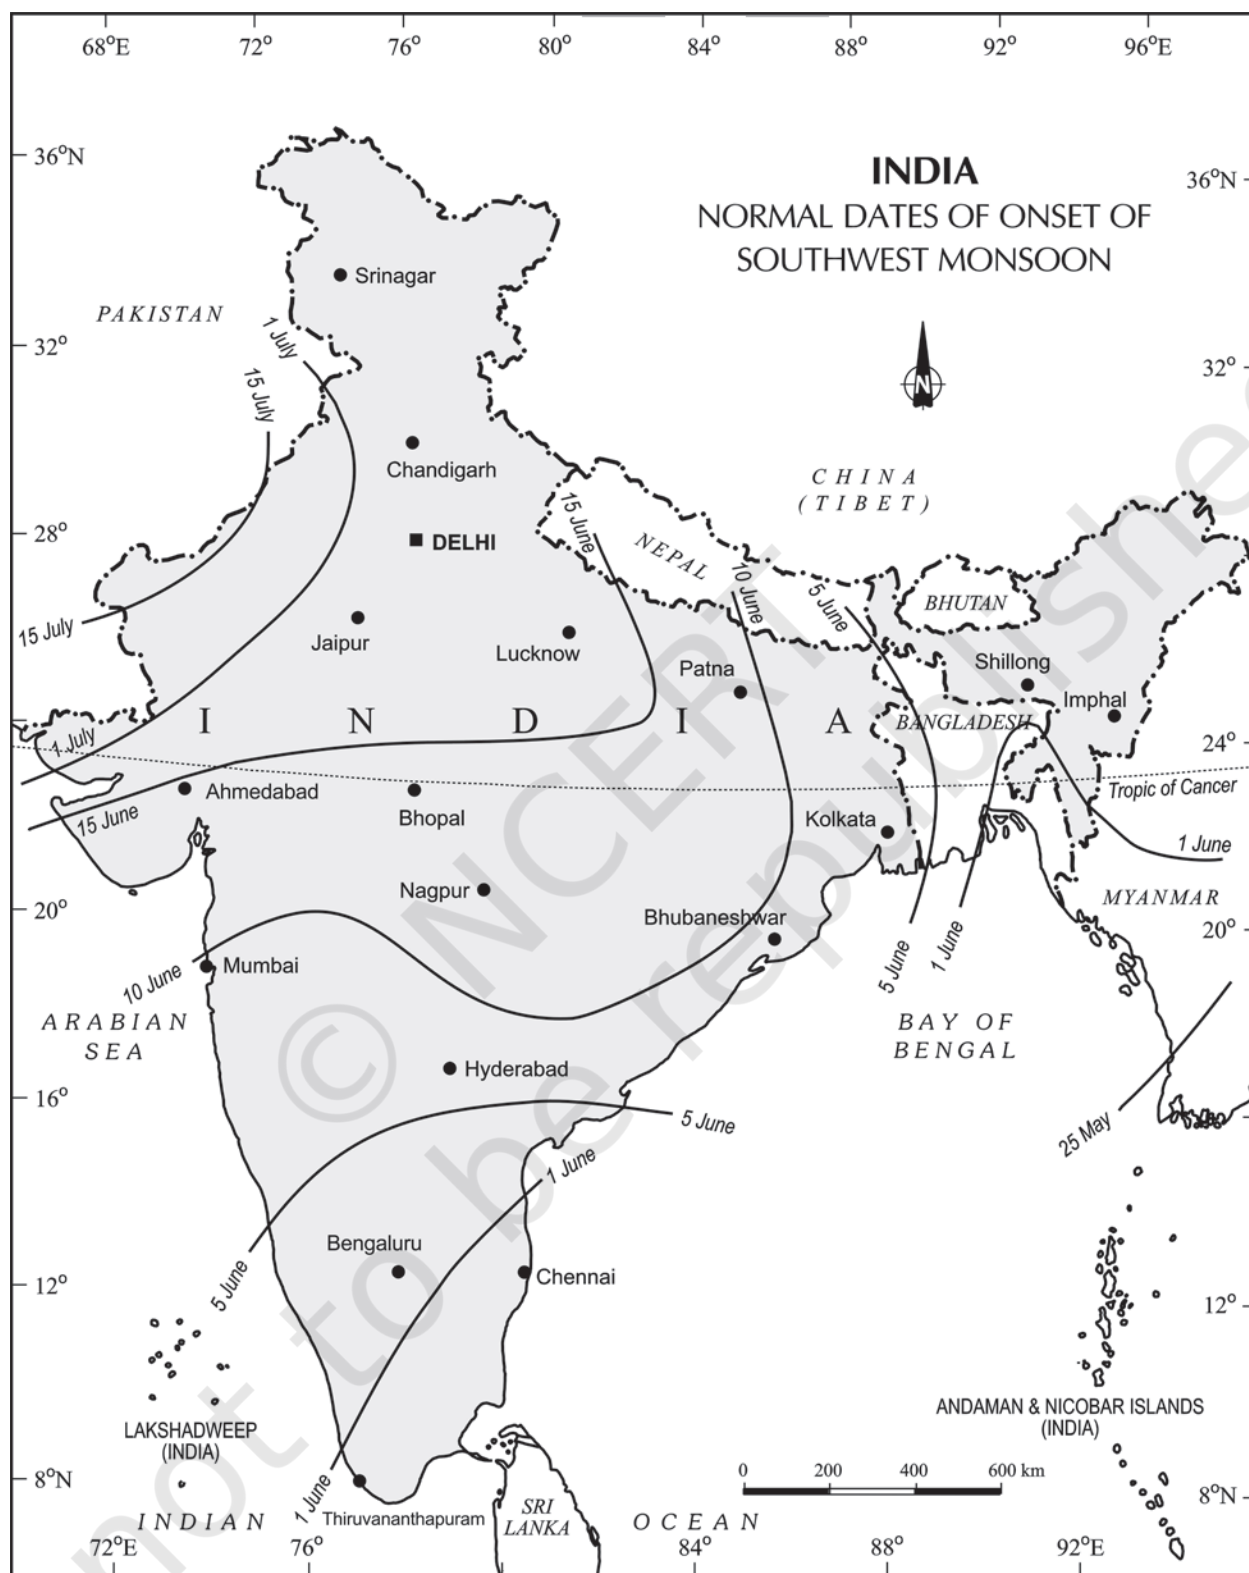 68°E 72° 76° 80° 84° 88° 92° 96°E
INDIA
NORMAL DATES OF ONSET OF
SOUTHWEST MONSOON
36°N
36°N
Srinagar
PAKISTAN
1 July
32°
32°
15 July
N
Chandigarh
CHINA
(TIBET)
15 June
28°
DELHI
NEPAL
10 June
5 June
BHUTAN
15 July
Jaipur
Lucknow
Patna
Shillong
Imphal
I N D I A
BANGLADESH
1 July
24°
Ahmedabad
Tropic of Cancer
15 June
Bhopal
Kolkata
1 June
Nagpur
MYANMAR
20°
Bhubaneshwar
20°
10 June
Mumbai
5 June
1 June
ARABIAN
SEA
BAY OF
BENGAL
Hyderabad
16°
5 June
25 May
1 June
Bengaluru
5 June
Chennai
12°
12°
LAKSHADWEEP
(INDIA)
ANDAMAN & NICOBAR ISLANDS
(INDIA)
8°N
0 200 400 600 km
8°N
1 June
Thiruvananthapuram
SRI
LANKA
INDIAN OCEAN
72°E 76° 84° 88° 92°E
© NCERT
not to be republished